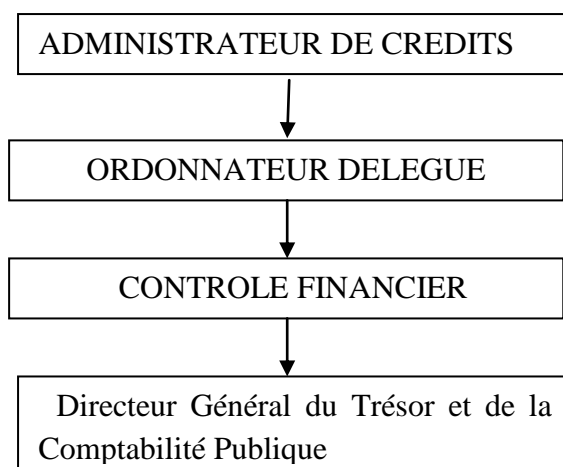 ADMINISTRATEUR DE CREDITS
ORDONNATEUR DELEGUE
CONTROLE FINANCIER
Directeur Général du Trésor et de la
Comptabilité Publique